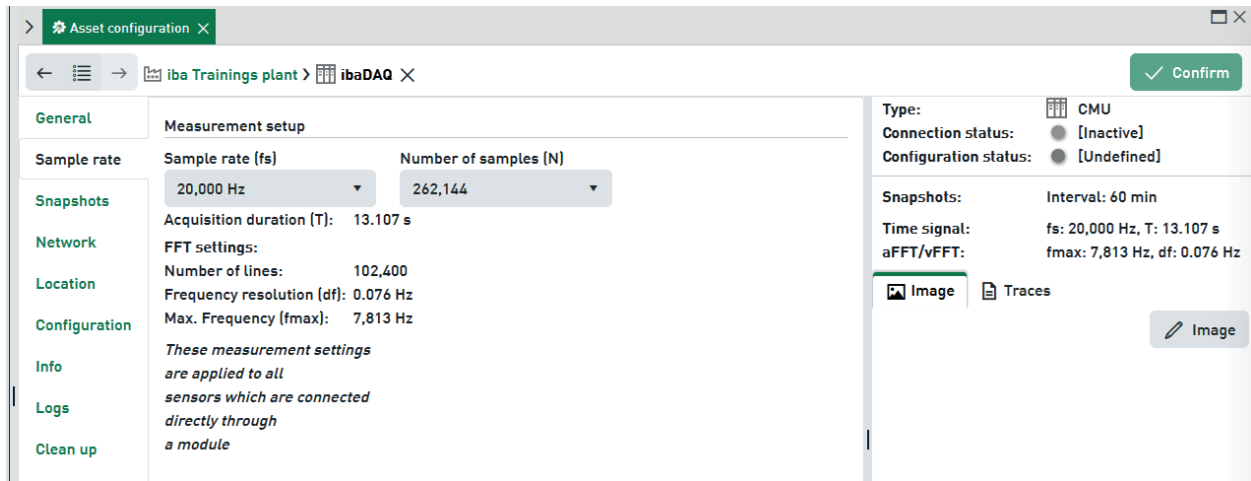 Asset configuration
iba Trainings plant > ibaDAQ
Confirm
General
Sample rate
Snapshots
Network
Location
Configuration
Info
Logs
Clean up
Measurement setup
Sample rate (fs) Number of samples (N)
20,000 Hz 262,144
Acquisition duration (T): 13.107 s
FFT settings:
Number of lines: 102,400
Frequency resolution (df): 0.076 Hz
Max. Frequency (fmax): 7,813 Hz
These measurement settings
are applied to all
sensors which are connected
directly through
a module
Type: CMU
Connection status: [Inactive]
Configuration status: [Undefined]
Snapshots: Interval: 60 min
Time signal: fs: 20,000 Hz, T: 13.107 s
aFFT/vFFT: fmax: 7,813 Hz, df: 0.076 Hz
Image Traces
Image